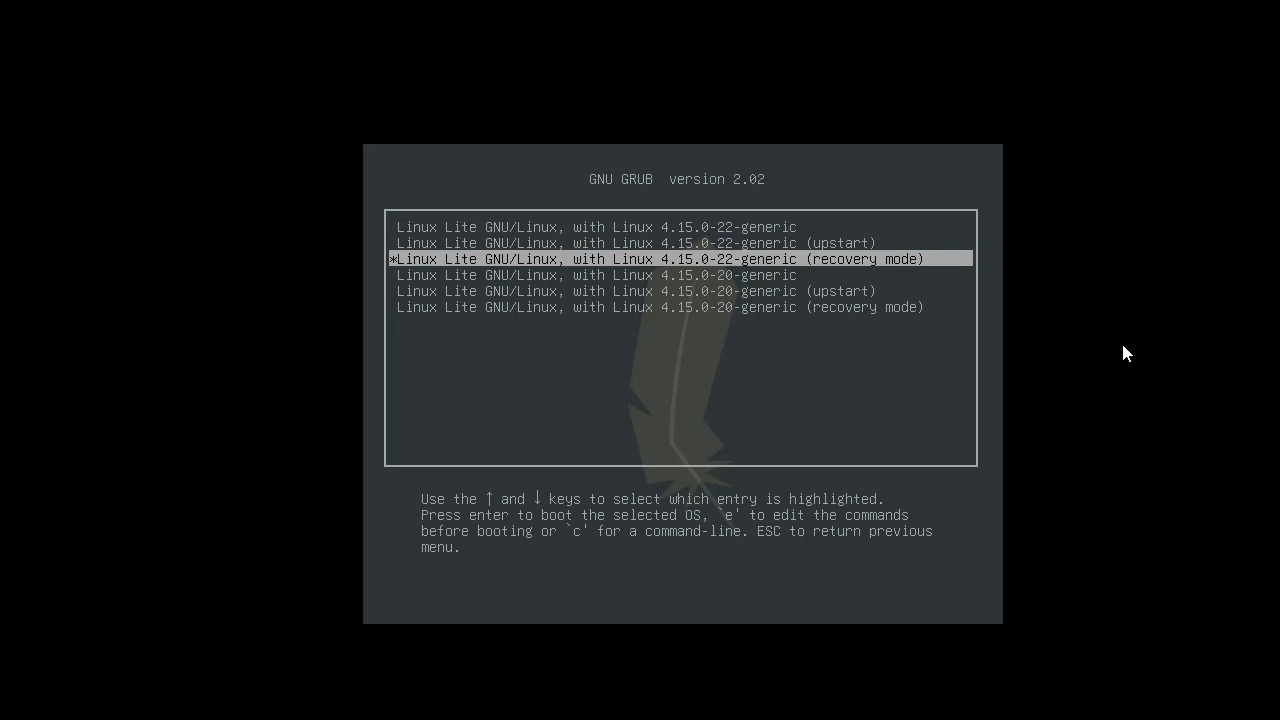 GNU GRUB  version 2.02
Linux Lite GNU/Linux, with Linux 4.15.0-22-generic
Linux Lite GNU/Linux, with Linux 4.15.0-22-generic (upstart)
*Linux Lite GNU/Linux, with Linux 4.15.0-22-generic (recovery mode)
Linux Lite GNU/Linux, with Linux 4.15.0-20-generic
Linux Lite GNU/Linux, with Linux 4.15.0-20-generic (upstart)
Linux Lite GNU/Linux, with Linux 4.15.0-20-generic (recovery mode)
Use the ↑ and ↓ keys to select which entry is highlighted.
Press enter to boot the selected OS, `e' to edit the commands
before booting or `c' for a command-line. ESC to return previous
menu.